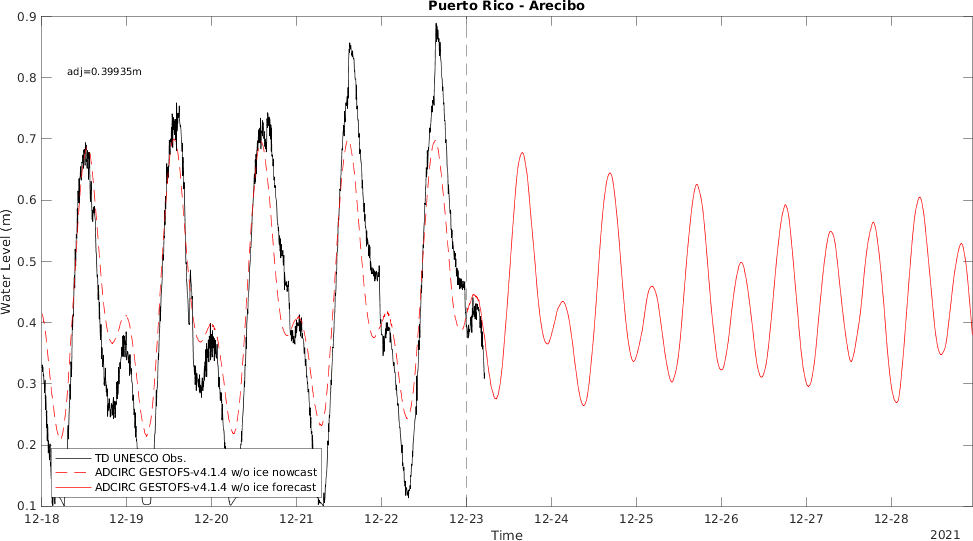 Puerto Rico - Arecibo
adj=0.39935m
Water Level (m)
0.9
0.8
0.7
0.6
0.5
0.4
0.3
0.2
0.1
TD UNESCO Obs.
ADCIRC GESTOFS-v4.1.4 w/o ice nowcast
ADCIRC GESTOFS-v4.1.4 w/o ice forecast
12-18 12-19 12-20 12-21 12-22 12-23 12-24 12-25 12-26 12-27 12-28
Time
2021